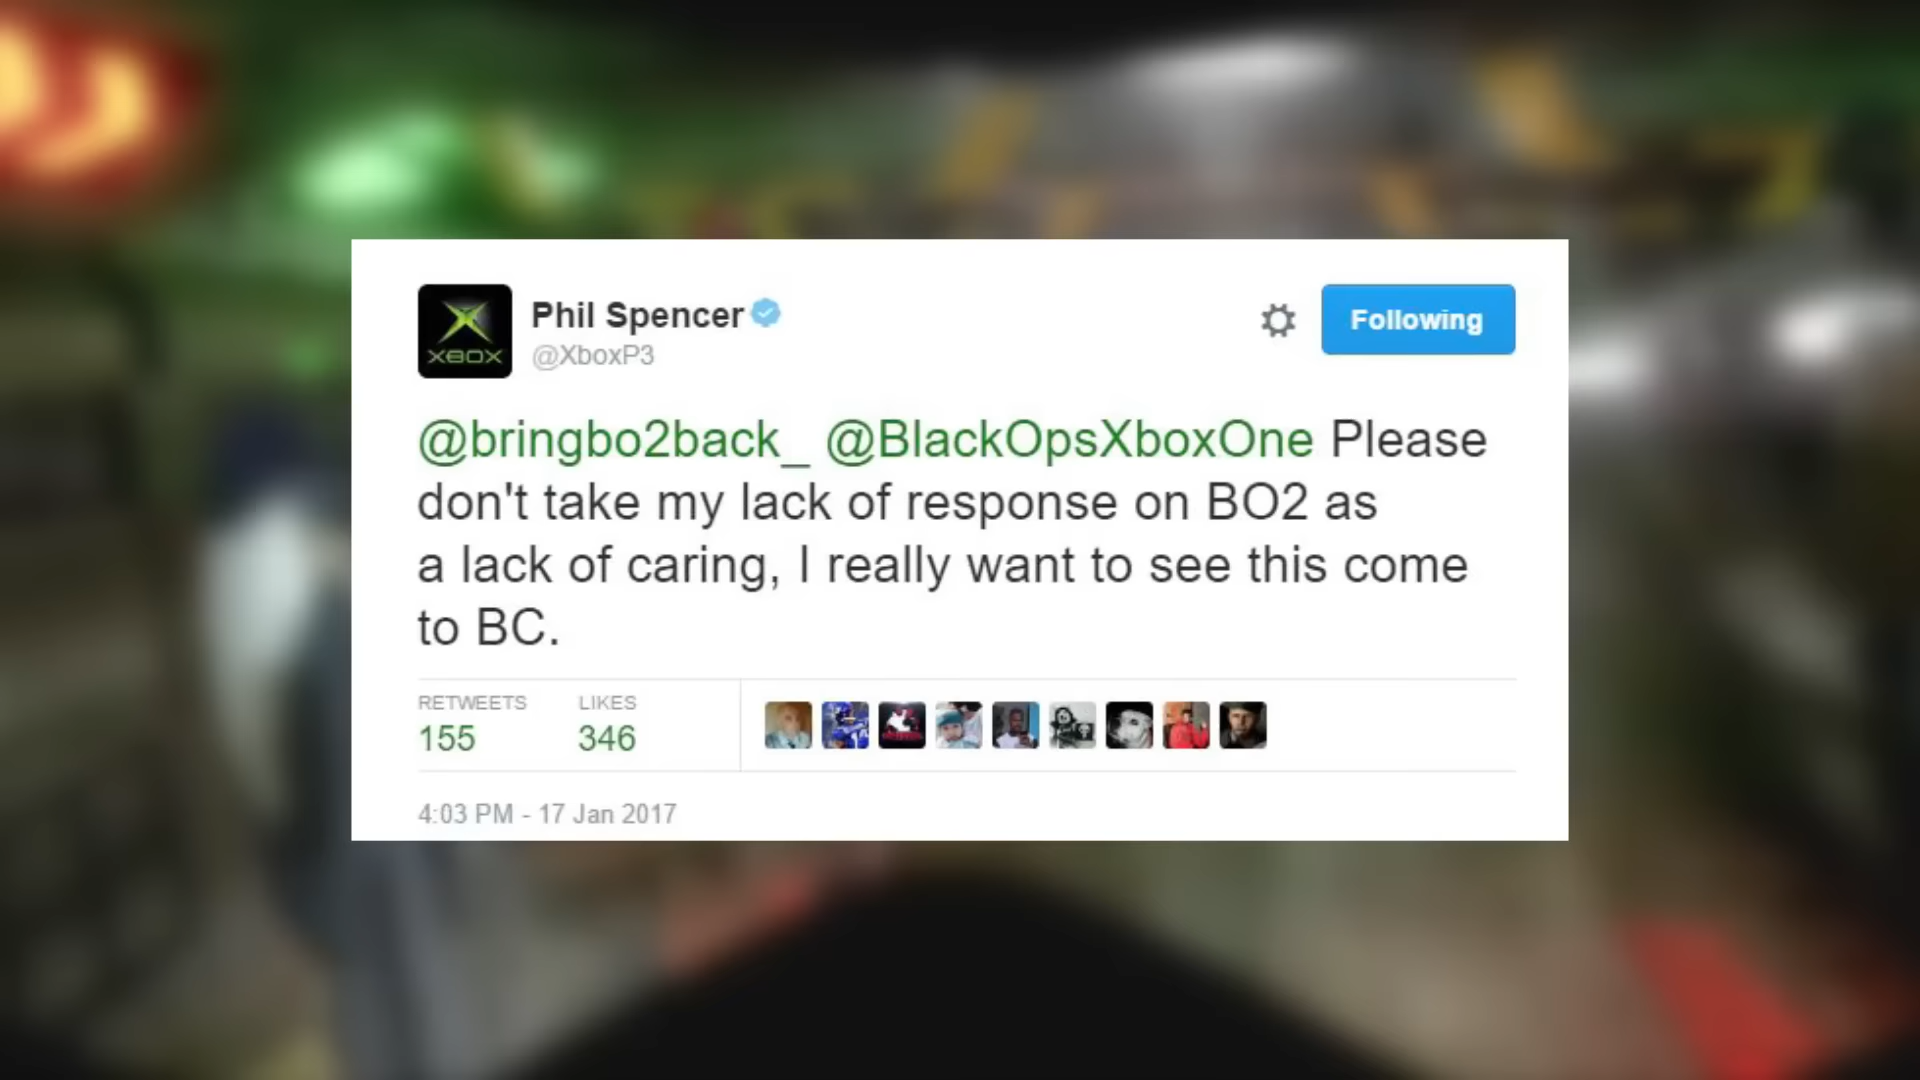 XBOX
Phil Spencer
@XboxP3
Following
@bringbo2back_ @BlackOpsXboxOne Please
don't take my lack of response on BO2 as
a lack of caring, I really want to see this come
to BC.
RETWEETS LIKES
155 346
4:03 PM - 17 Jan 2017